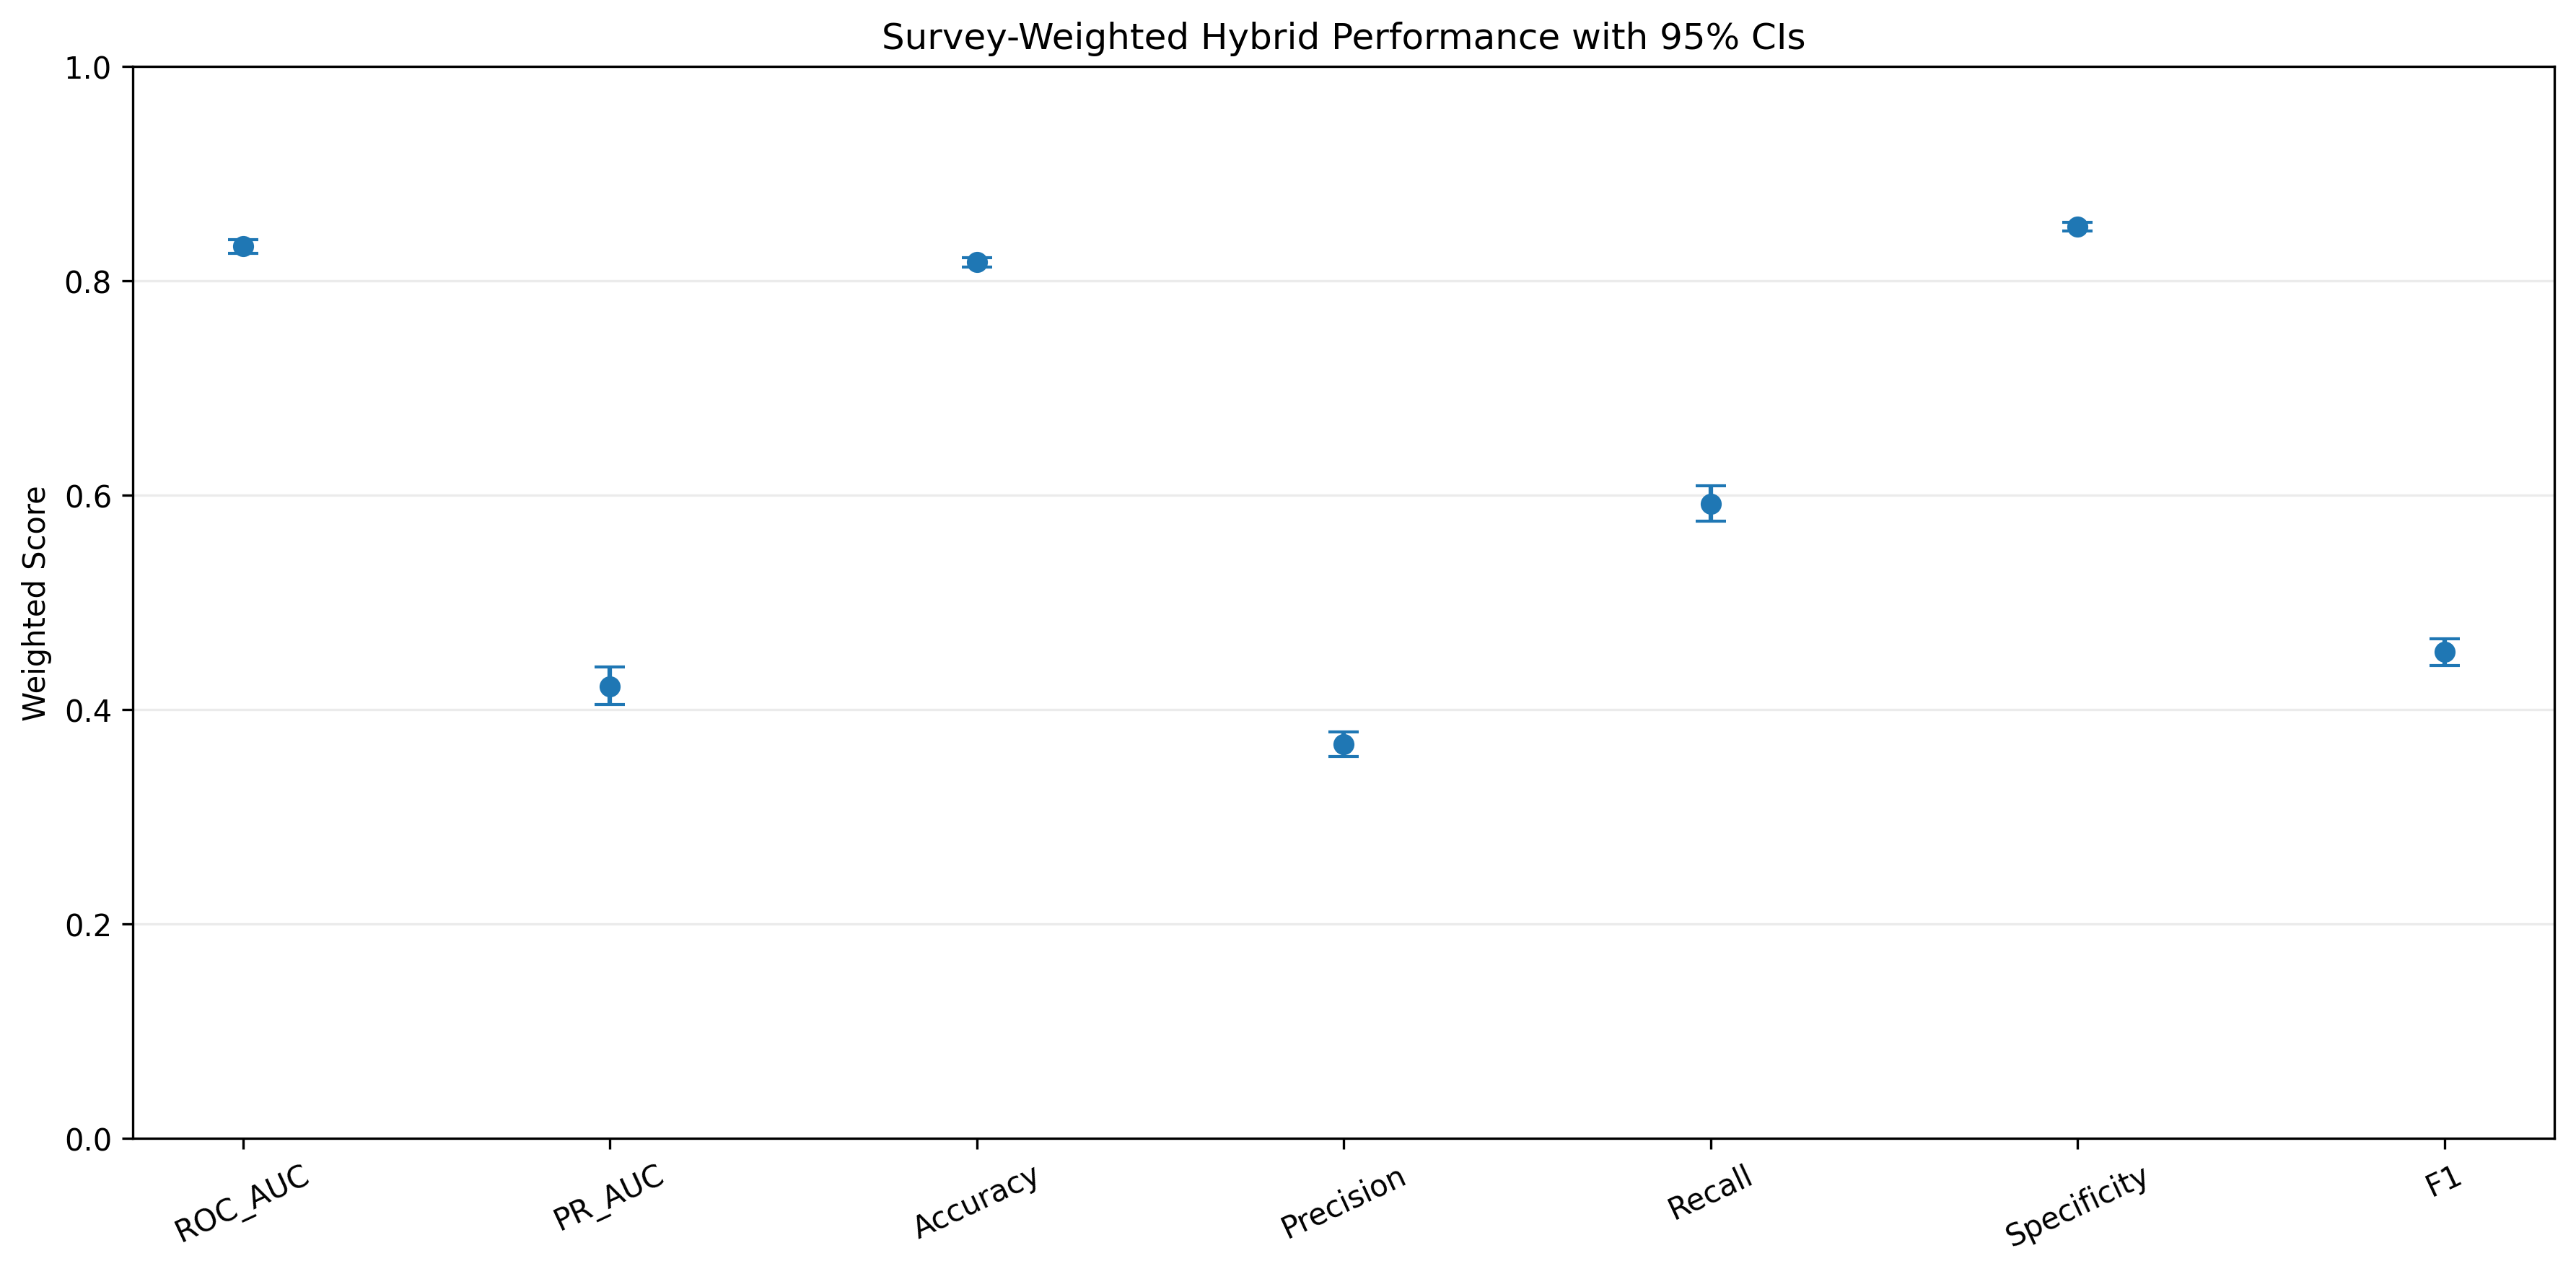 Survey-Weighted Hybrid Performance with 95% CIs
Weighted Score
1.0
0.8
0.6
0.4
0.2
0.0
ROC_AUC
PR_AUC
Accuracy
Precision
Recall
Specificity
F1